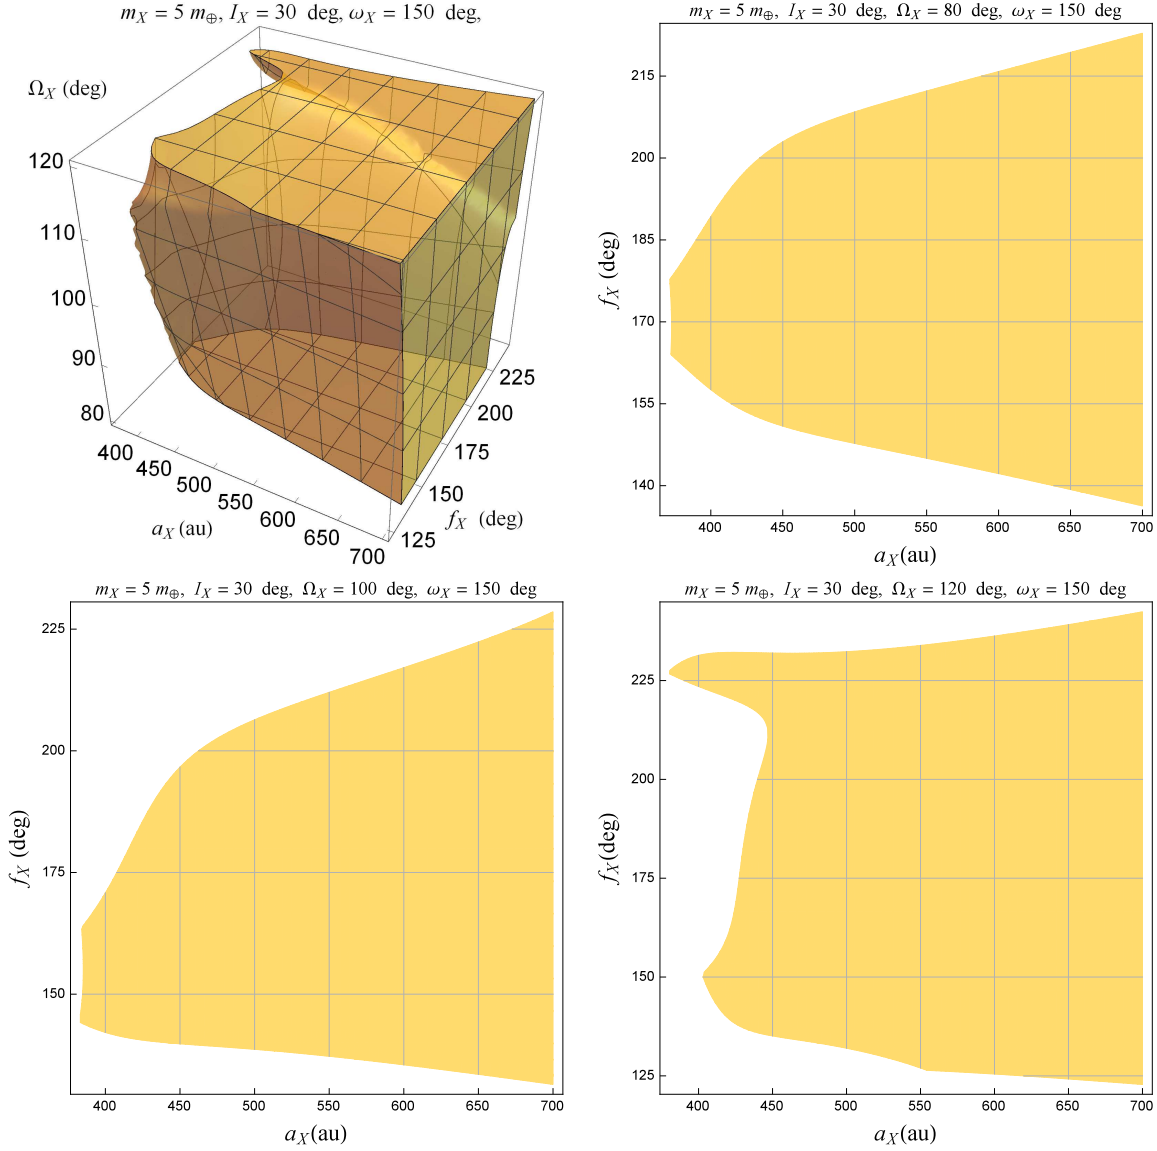 m_X = 5 m_⊕, I_X = 30 deg, ω_X = 150 deg,
Ω_X (deg)
120
110
100
90
80
400
450
500
550
600
650
700
a_X (au)
225
200
175
150
125
f_X (deg)
m_X = 5 m_⊕, I_X = 30 deg, Ω_X = 80 deg, ω_X = 150 deg
215
200
185
170
155
140
f_X (deg)
400 450 500 550 600 650 700
a_X(au)
m_X = 5 m_⊕, I_X = 30 deg, Ω_X = 100 deg, ω_X = 150 deg
225
200
175
150
f_X (deg)
400 450 500 550 600 650 700
a_X(au)
m_X = 5 m_⊕, I_X = 30 deg, Ω_X = 120 deg, ω_X = 150 deg
225
200
175
150
125
f_X(deg)
400 450 500 550 600 650 700
a_X(au)